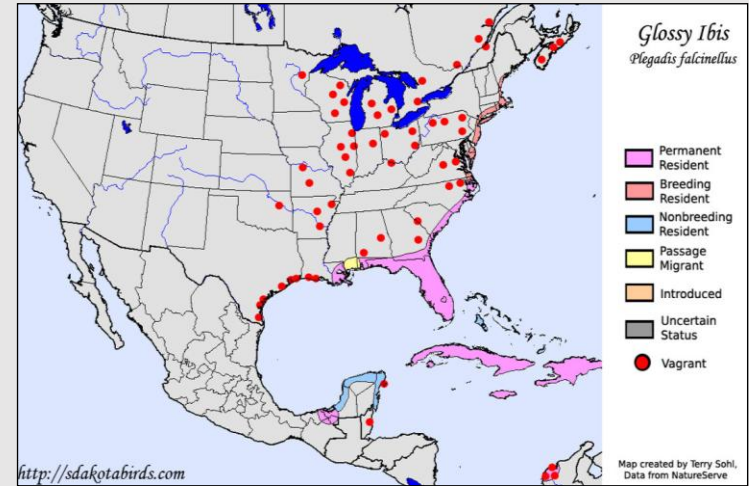 Glossy Ibis
Plegadis falcinellus
Permanent
Resident
Breeding
Resident
Nonbreeding
Resident
Passage
Migrant
Introduced
Uncertain
Status
Vagrant
http://sdakotabirds.com
Map created by Terry Sohl,
Data from NatureServe